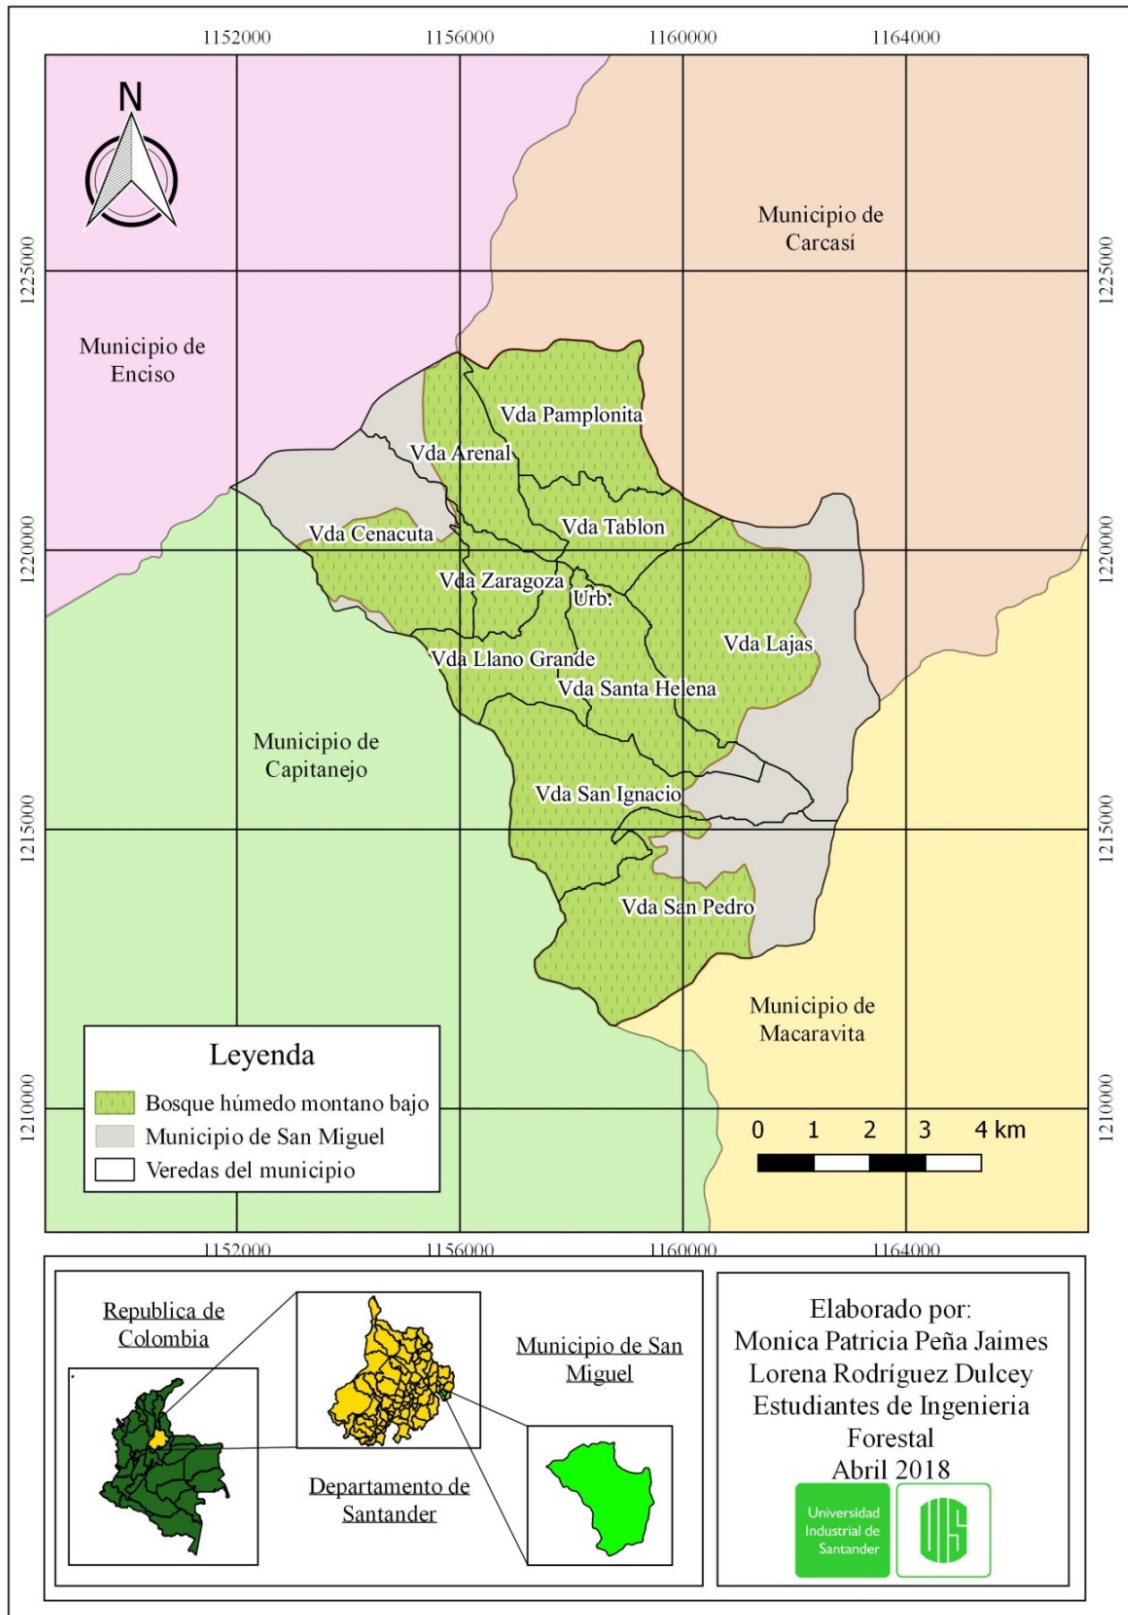 1152000
1156000
1160000
1164000
N
Municipio de
Carcasí
1225000
1225000
Municipio de
Enciso
Vda Pamplonita
Vda Arenal
Vda Tablon
Vda Cenacuta
1220000
1220000
Vda Zaragoza
Urb.
Vda Lajas
Vda Llano Grande
Vda Santa Helena
Municipio de
Capitanejo
Vda San Ignacio
1215000
1215000
Vda San Pedro
Municipio de
Macaravita
Leyenda
Bosque húmedo montano bajo
Municipio de San Miguel
Veredas del municipio
1210000
1210000
0 1 2 3 4 km
1152000
1156000
1160000
1164000
Republica de
Colombia
Departamento de
Santander
Municipio de San
Miguel
Elaborado por:
Monica Patricia Peña Jaimes
Lorena Rodríguez Dulcey
Estudiantes de Ingenieria
Forestal
Abril 2018
Universidad
Industrial de
Santander
UIS